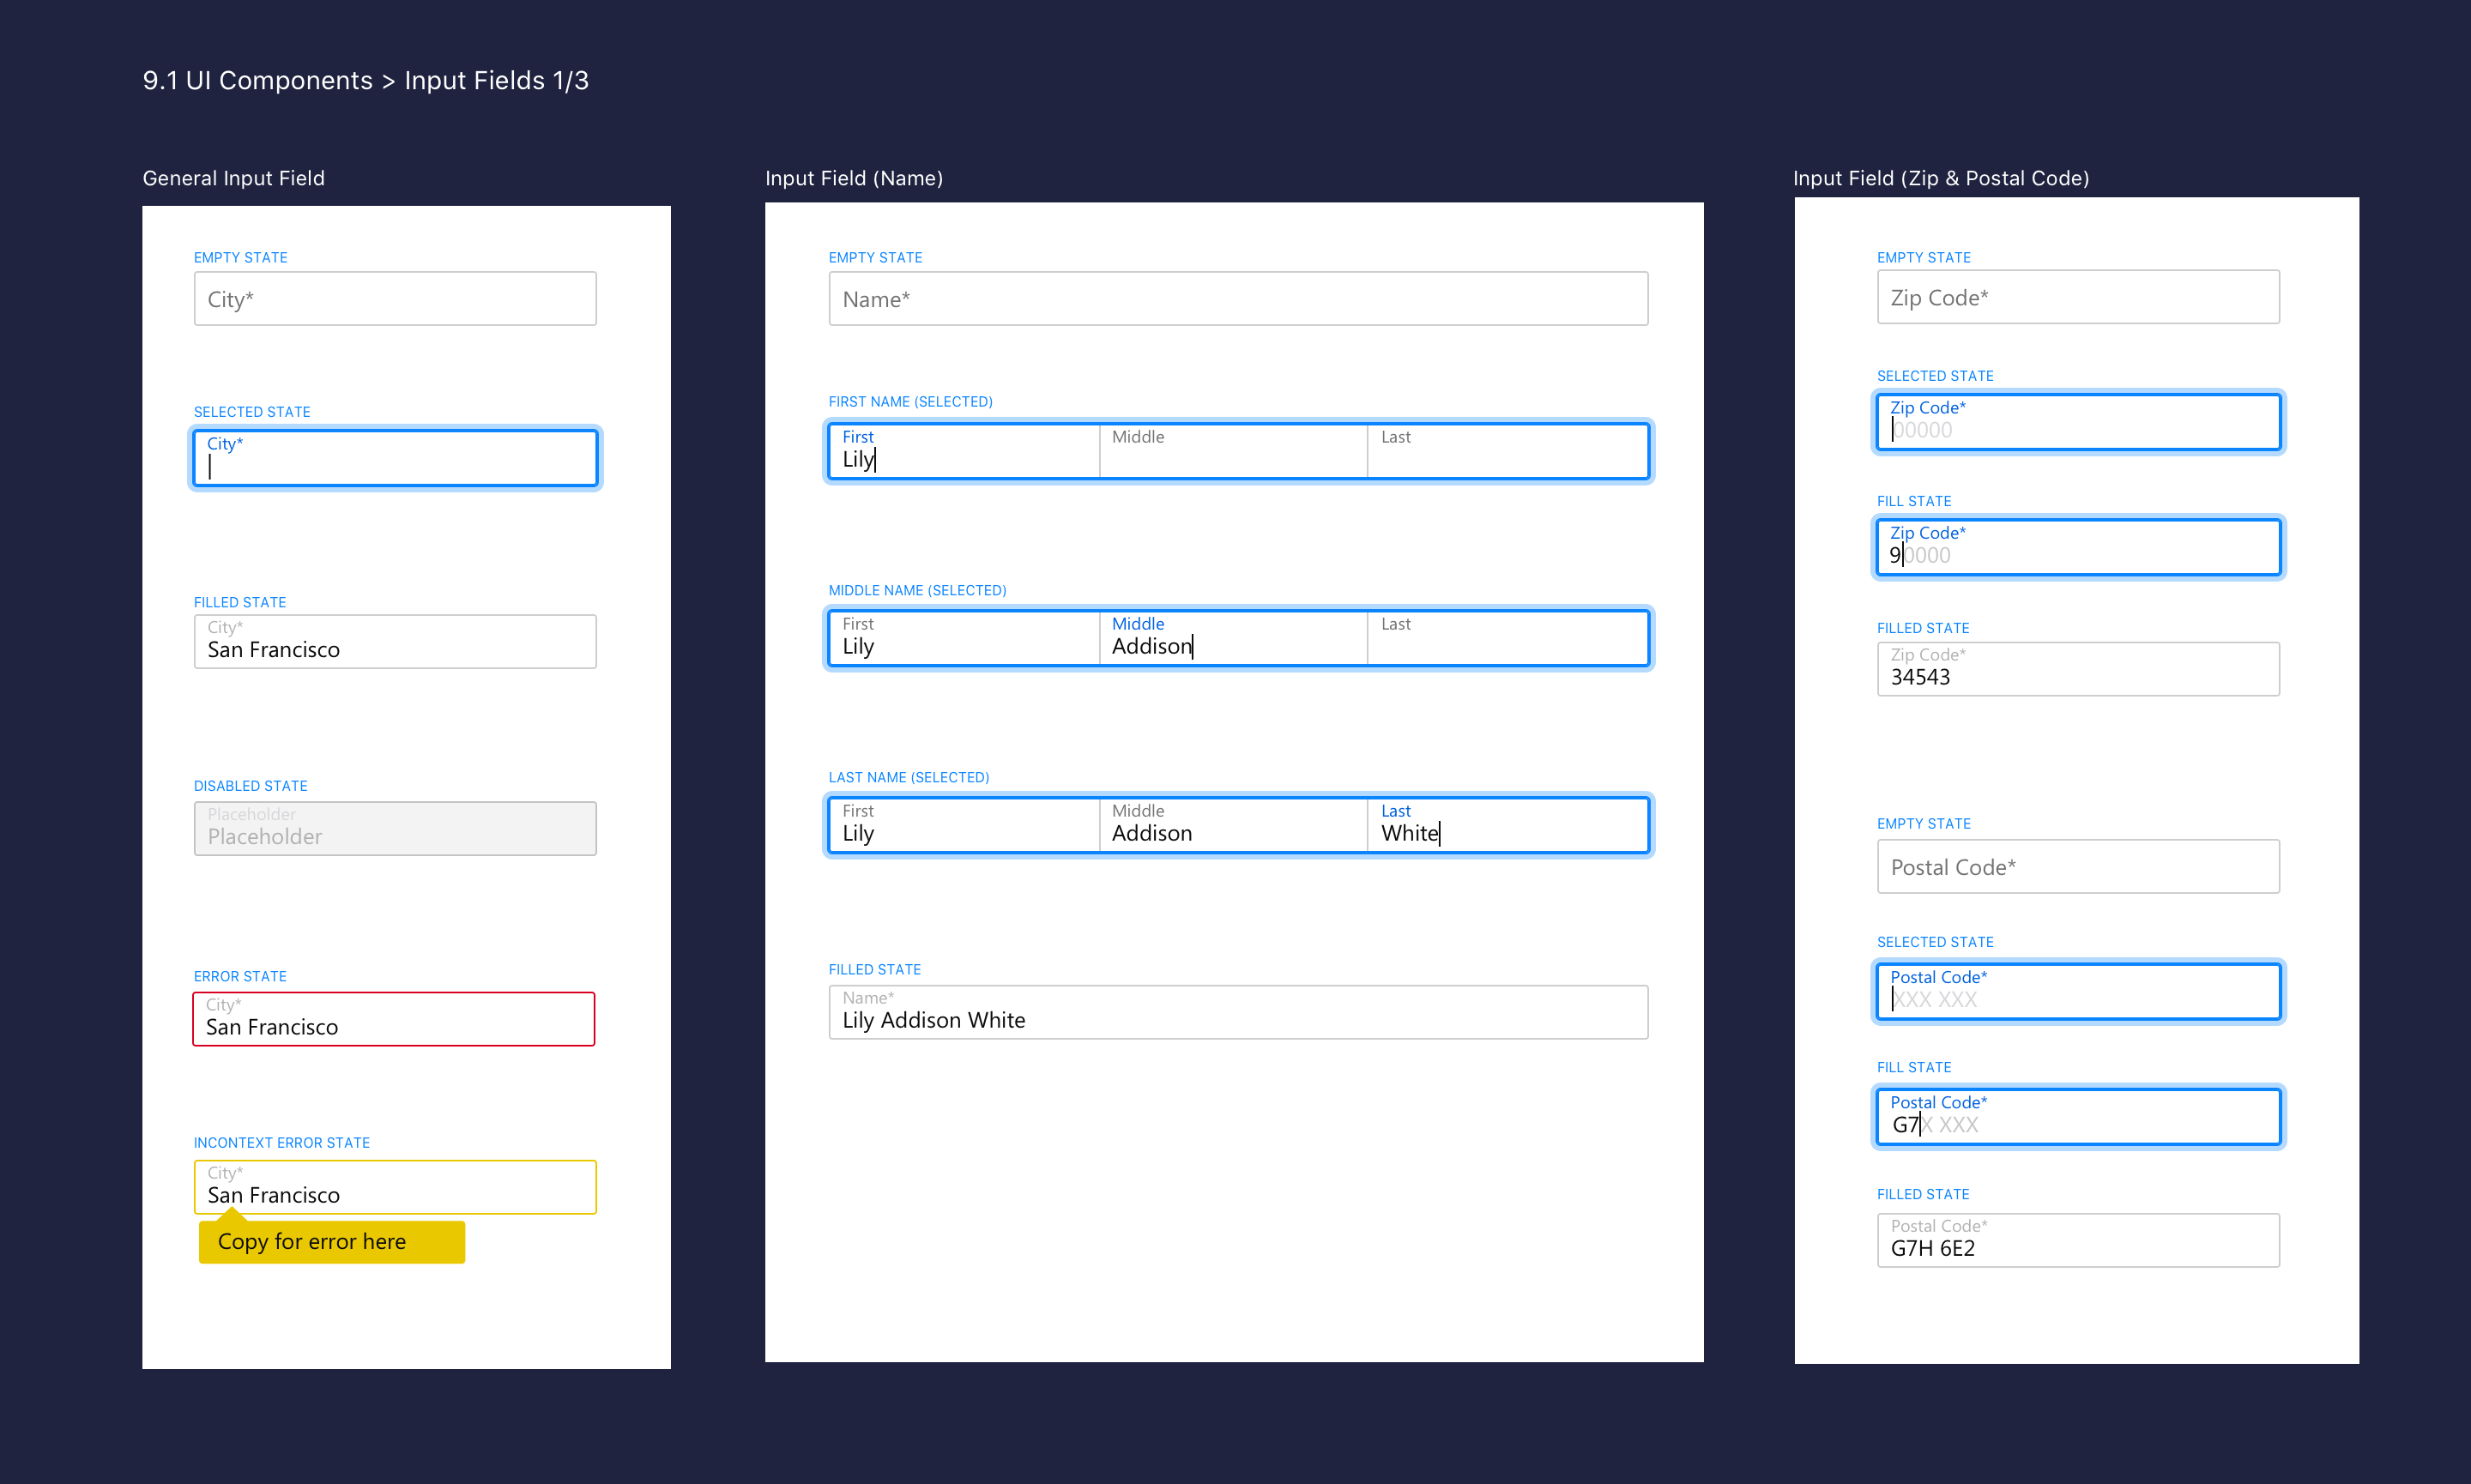 9.1 UI Components > Input Fields 1/3
General Input Field
EMPTY STATE
City*
SELECTED STATE
City*
FILLED STATE
City*
San Francisco
DISABLED STATE
Placeholder
Placeholder
ERROR STATE
City*
San Francisco
INCONTEXT ERROR STATE
City*
San Francisco
Copy for error here
Input Field (Name)
EMPTY STATE
Name*
FIRST NAME (SELECTED)
First Middle Last
Lily
MIDDLE NAME (SELECTED)
First Middle Last
Lily Addison
LAST NAME (SELECTED)
First Middle Last
Lily Addison White
FILLED STATE
Name*
Lily Addison White
Input Field (Zip & Postal Code)
EMPTY STATE
Zip Code*
SELECTED STATE
Zip Code*
00000
FILL STATE
Zip Code*
90000
FILLED STATE
Zip Code*
34543
EMPTY STATE
Postal Code*
SELECTED STATE
Postal Code*
XXX XXX
FILL STATE
Postal Code*
G7X XXX
FILLED STATE
Postal Code*
G7H 6E2